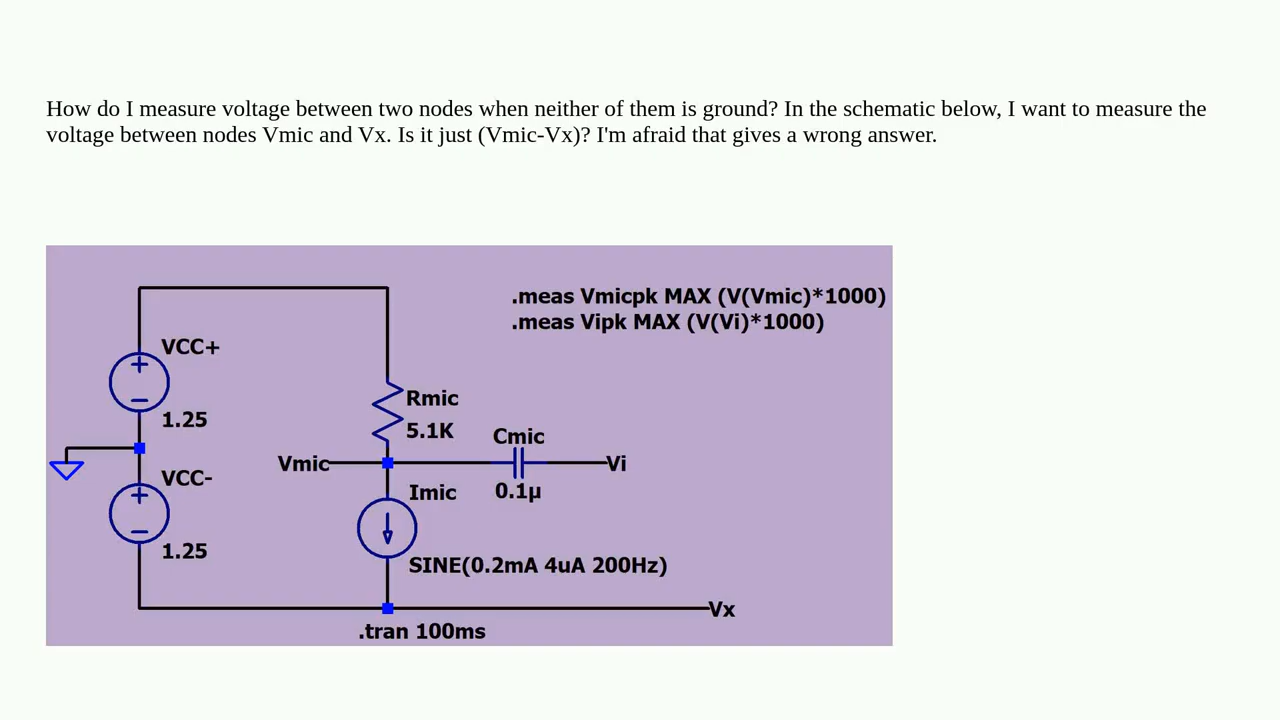 How do I measure voltage between two nodes when neither of them is ground? In the schematic below, I want to measure the
voltage between nodes Vmic and Vx. Is it just (Vmic-Vx)? I'm afraid that gives a wrong answer.
.meas Vmicpk MAX (V(Vmic)*1000)
.meas Vipk MAX (V(Vi)*1000)
VCC+
1.25
Rmic
5.1K
Cmic
Vmic
Vi
0.1µ
VCC-
1.25
Imic
SINE(0.2mA 4uA 200Hz)
Vx
.tran 100ms